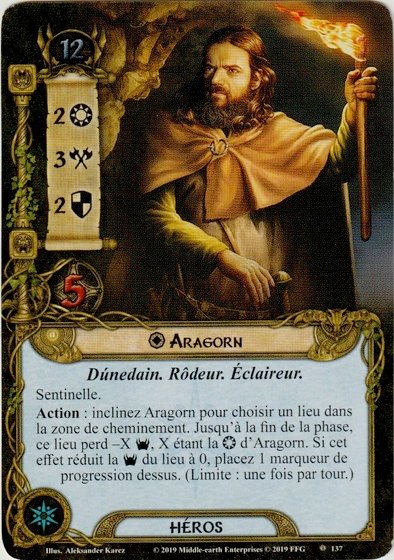 12
2
3
2
5
Aragorn
Dúnedain. Rôdeur. Éclaireur.
Sentinelle.
Action : inclinez Aragorn pour choisir un lieu dans
la zone de cheminement. Jusqu'à la fin de la phase,
ce lieu perd –X , X étant la d'Aragorn. Si cet
effet réduit la du lieu à 0, placez 1 marqueur de
progression dessus. (Limite : une fois par tour.)
HÉROS
Illus. Aleksander Karcz © 2019 Middle-earth Enterprises © 2019 FFG 137